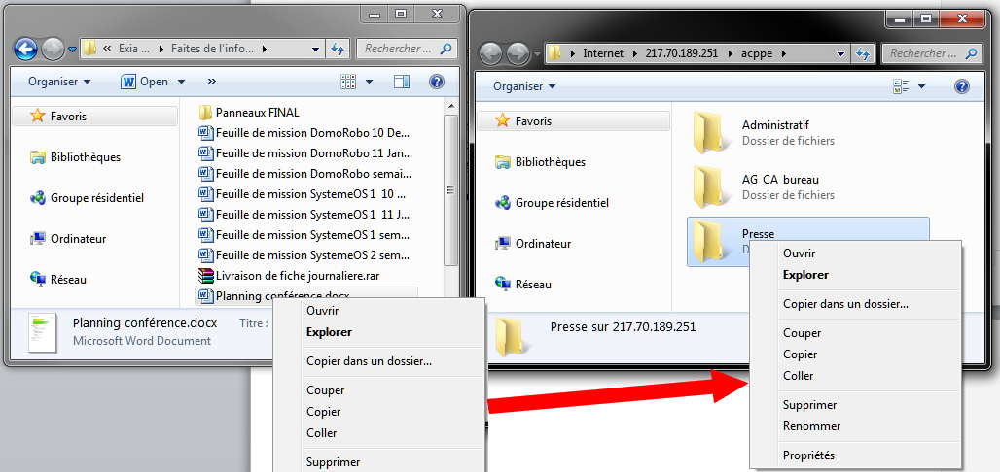 Exia ...
Faites de l'info...
Rechercher ...
Organiser
Open
»
Favoris
Bibliothèques
Groupe résidentiel
Ordinateur
Réseau
Panneaux FINAL
Feuille de mission DomoRobo 10 De...
Feuille de mission DomoRobo 11 Jan...
Feuille de mission DomoRobo semai...
Feuille de mission SystemeOS 1  10 ...
Feuille de mission SystemeOS 1  11 J...
Feuille de mission SystemeOS 1 sem...
Feuille de mission SystemeOS 2 sem...
Livraison de fiche journaliere.rar
Planning conférence.docx
Planning conférence.docx Titre :
Microsoft Word Document
Ouvrir
Explorer
Copier dans un dossier...
Couper
Copier
Coller
Supprimer
Internet
217.70.189.251
acppe
Rechercher ...
Organiser
Favoris
Bibliothèques
Groupe résidentiel
Ordinateur
Réseau
Administratif
Dossier de fichiers
AG_CA_bureau
Dossier de fichiers
Presse
Presse sur 217.70.189.251
Ouvrir
Explorer
Copier dans un dossier...
Couper
Copier
Coller
Supprimer
Renommer
Propriétés